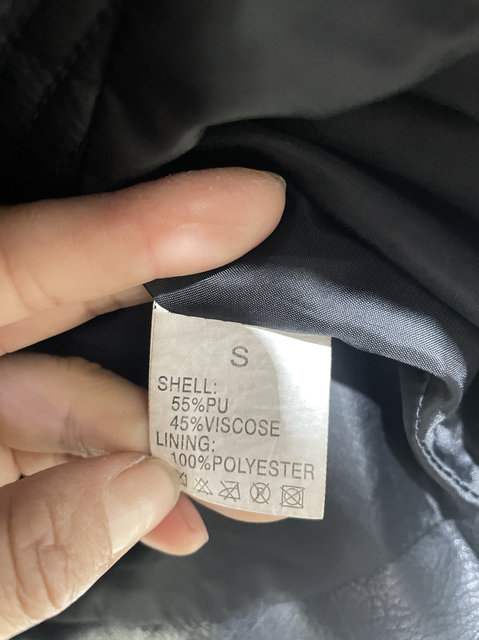 S
SHELL:
55%PU
45%VISCOSE
LINING:
100%POLYESTER